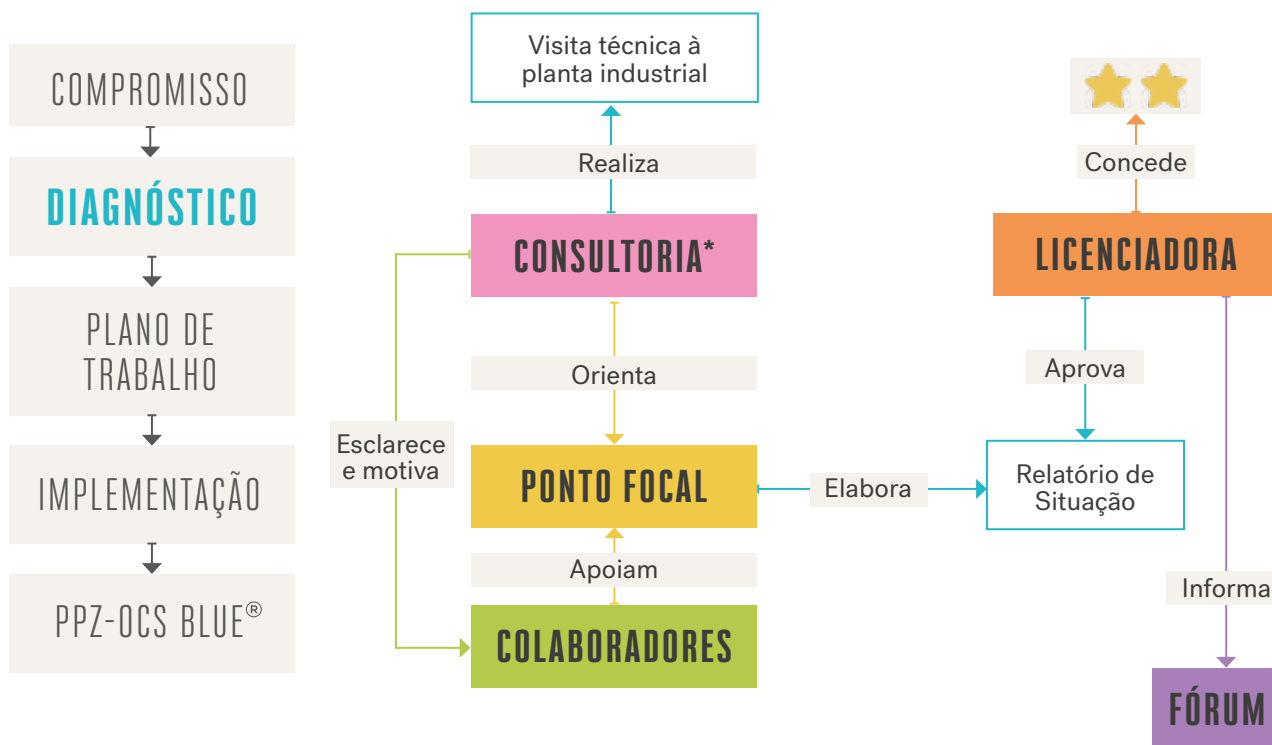 COMPROMISSO
DIAGNÓSTICO
PLANO DE
TRABALHO
IMPLEMENTAÇÃO
PPZ-OCS BLUE®
Visita técnica à
planta industrial
Realiza
CONSULTORIA*
Orienta
Esclarece
e motiva
PONTO FOCAL
Apoiam
COLABORADORES
Elabora
Concede
LICENCIADORA
Aprova
Relatório de
Situação
Informa
FÓRUM